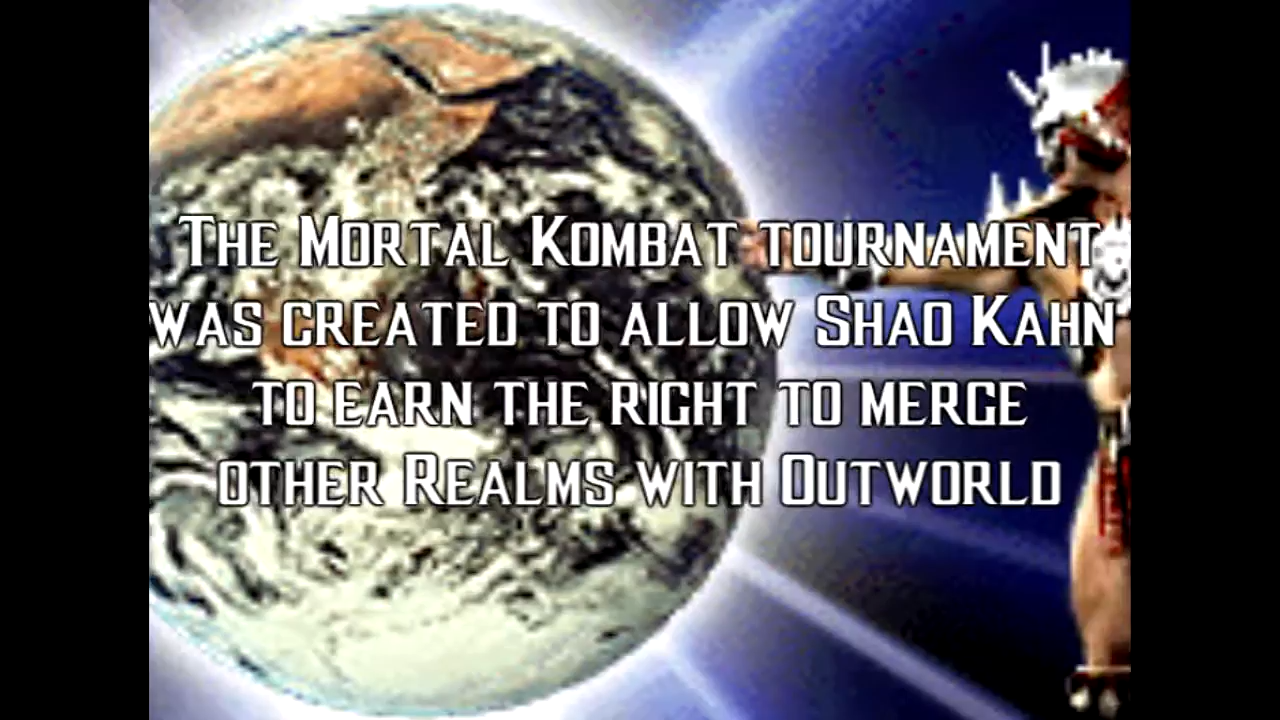 The Mortal Kombat tournament
was created to allow Shao Kahn
to earn the right to merge
other Realms with Outworld